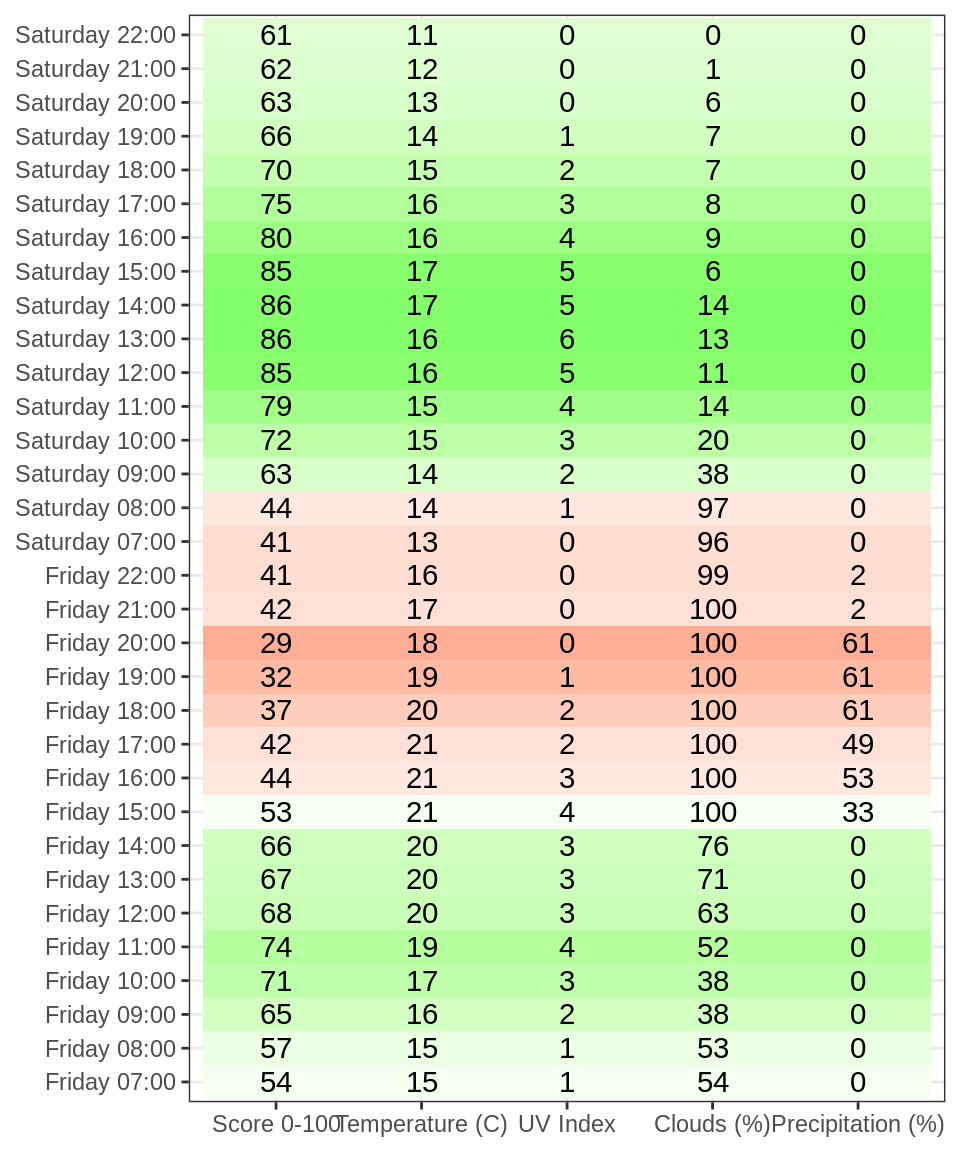 Saturday 22:00 61 11 0 0 0
Saturday 21:00 62 12 0 1 0
Saturday 20:00 63 13 0 6 0
Saturday 19:00 66 14 1 7 0
Saturday 18:00 70 15 2 7 0
Saturday 17:00 75 16 3 8 0
Saturday 16:00 80 16 4 9 0
Saturday 15:00 85 17 5 6 0
Saturday 14:00 86 17 5 14 0
Saturday 13:00 86 16 6 13 0
Saturday 12:00 85 16 5 11 0
Saturday 11:00 79 15 4 14 0
Saturday 10:00 72 15 3 20 0
Saturday 09:00 63 14 2 38 0
Saturday 08:00 44 14 1 97 0
Saturday 07:00 41 13 0 96 0
Friday 22:00 41 16 0 99 2
Friday 21:00 42 17 0 100 2
Friday 20:00 29 18 0 100 61
Friday 19:00 32 19 1 100 61
Friday 18:00 37 20 2 100 61
Friday 17:00 42 21 2 100 49
Friday 16:00 44 21 3 100 53
Friday 15:00 53 21 4 100 33
Friday 14:00 66 20 3 76 0
Friday 13:00 67 20 3 71 0
Friday 12:00 68 20 3 63 0
Friday 11:00 74 19 4 52 0
Friday 10:00 71 17 3 38 0
Friday 09:00 65 16 2 38 0
Friday 08:00 57 15 1 53 0
Friday 07:00 54 15 1 54 0
Score 0-100 Temperature (C) UV Index Clouds (%) Precipitation (%)